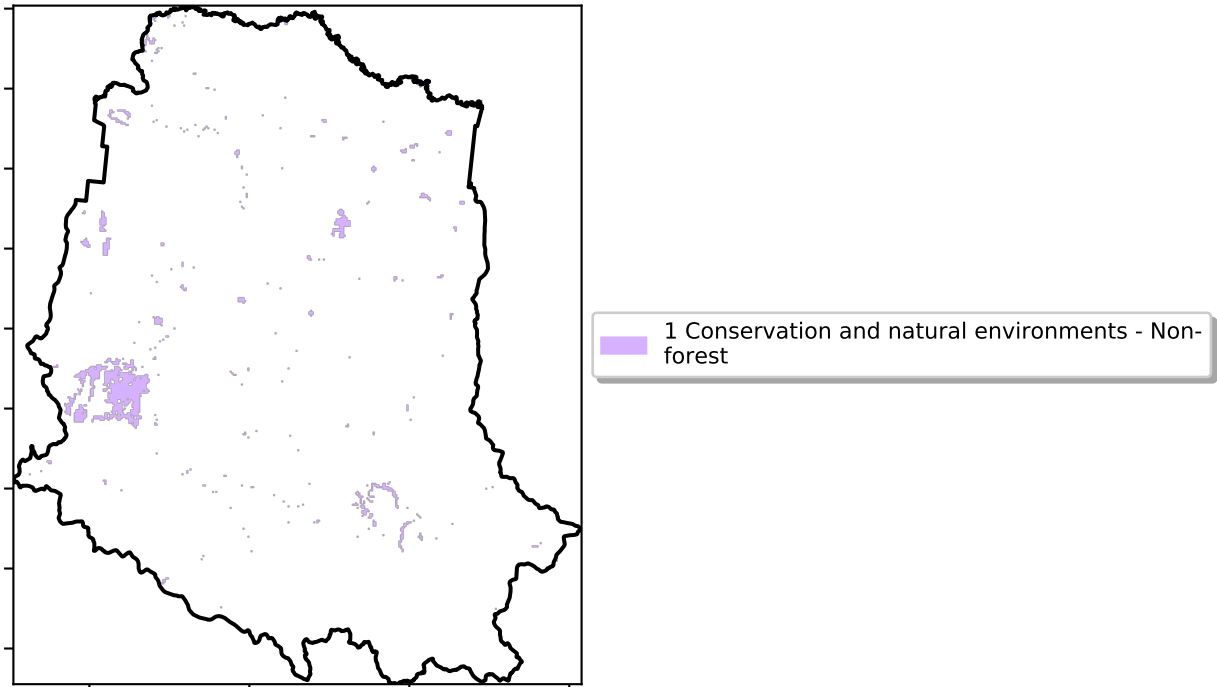 1 Conservation and natural environments - Non-
forest